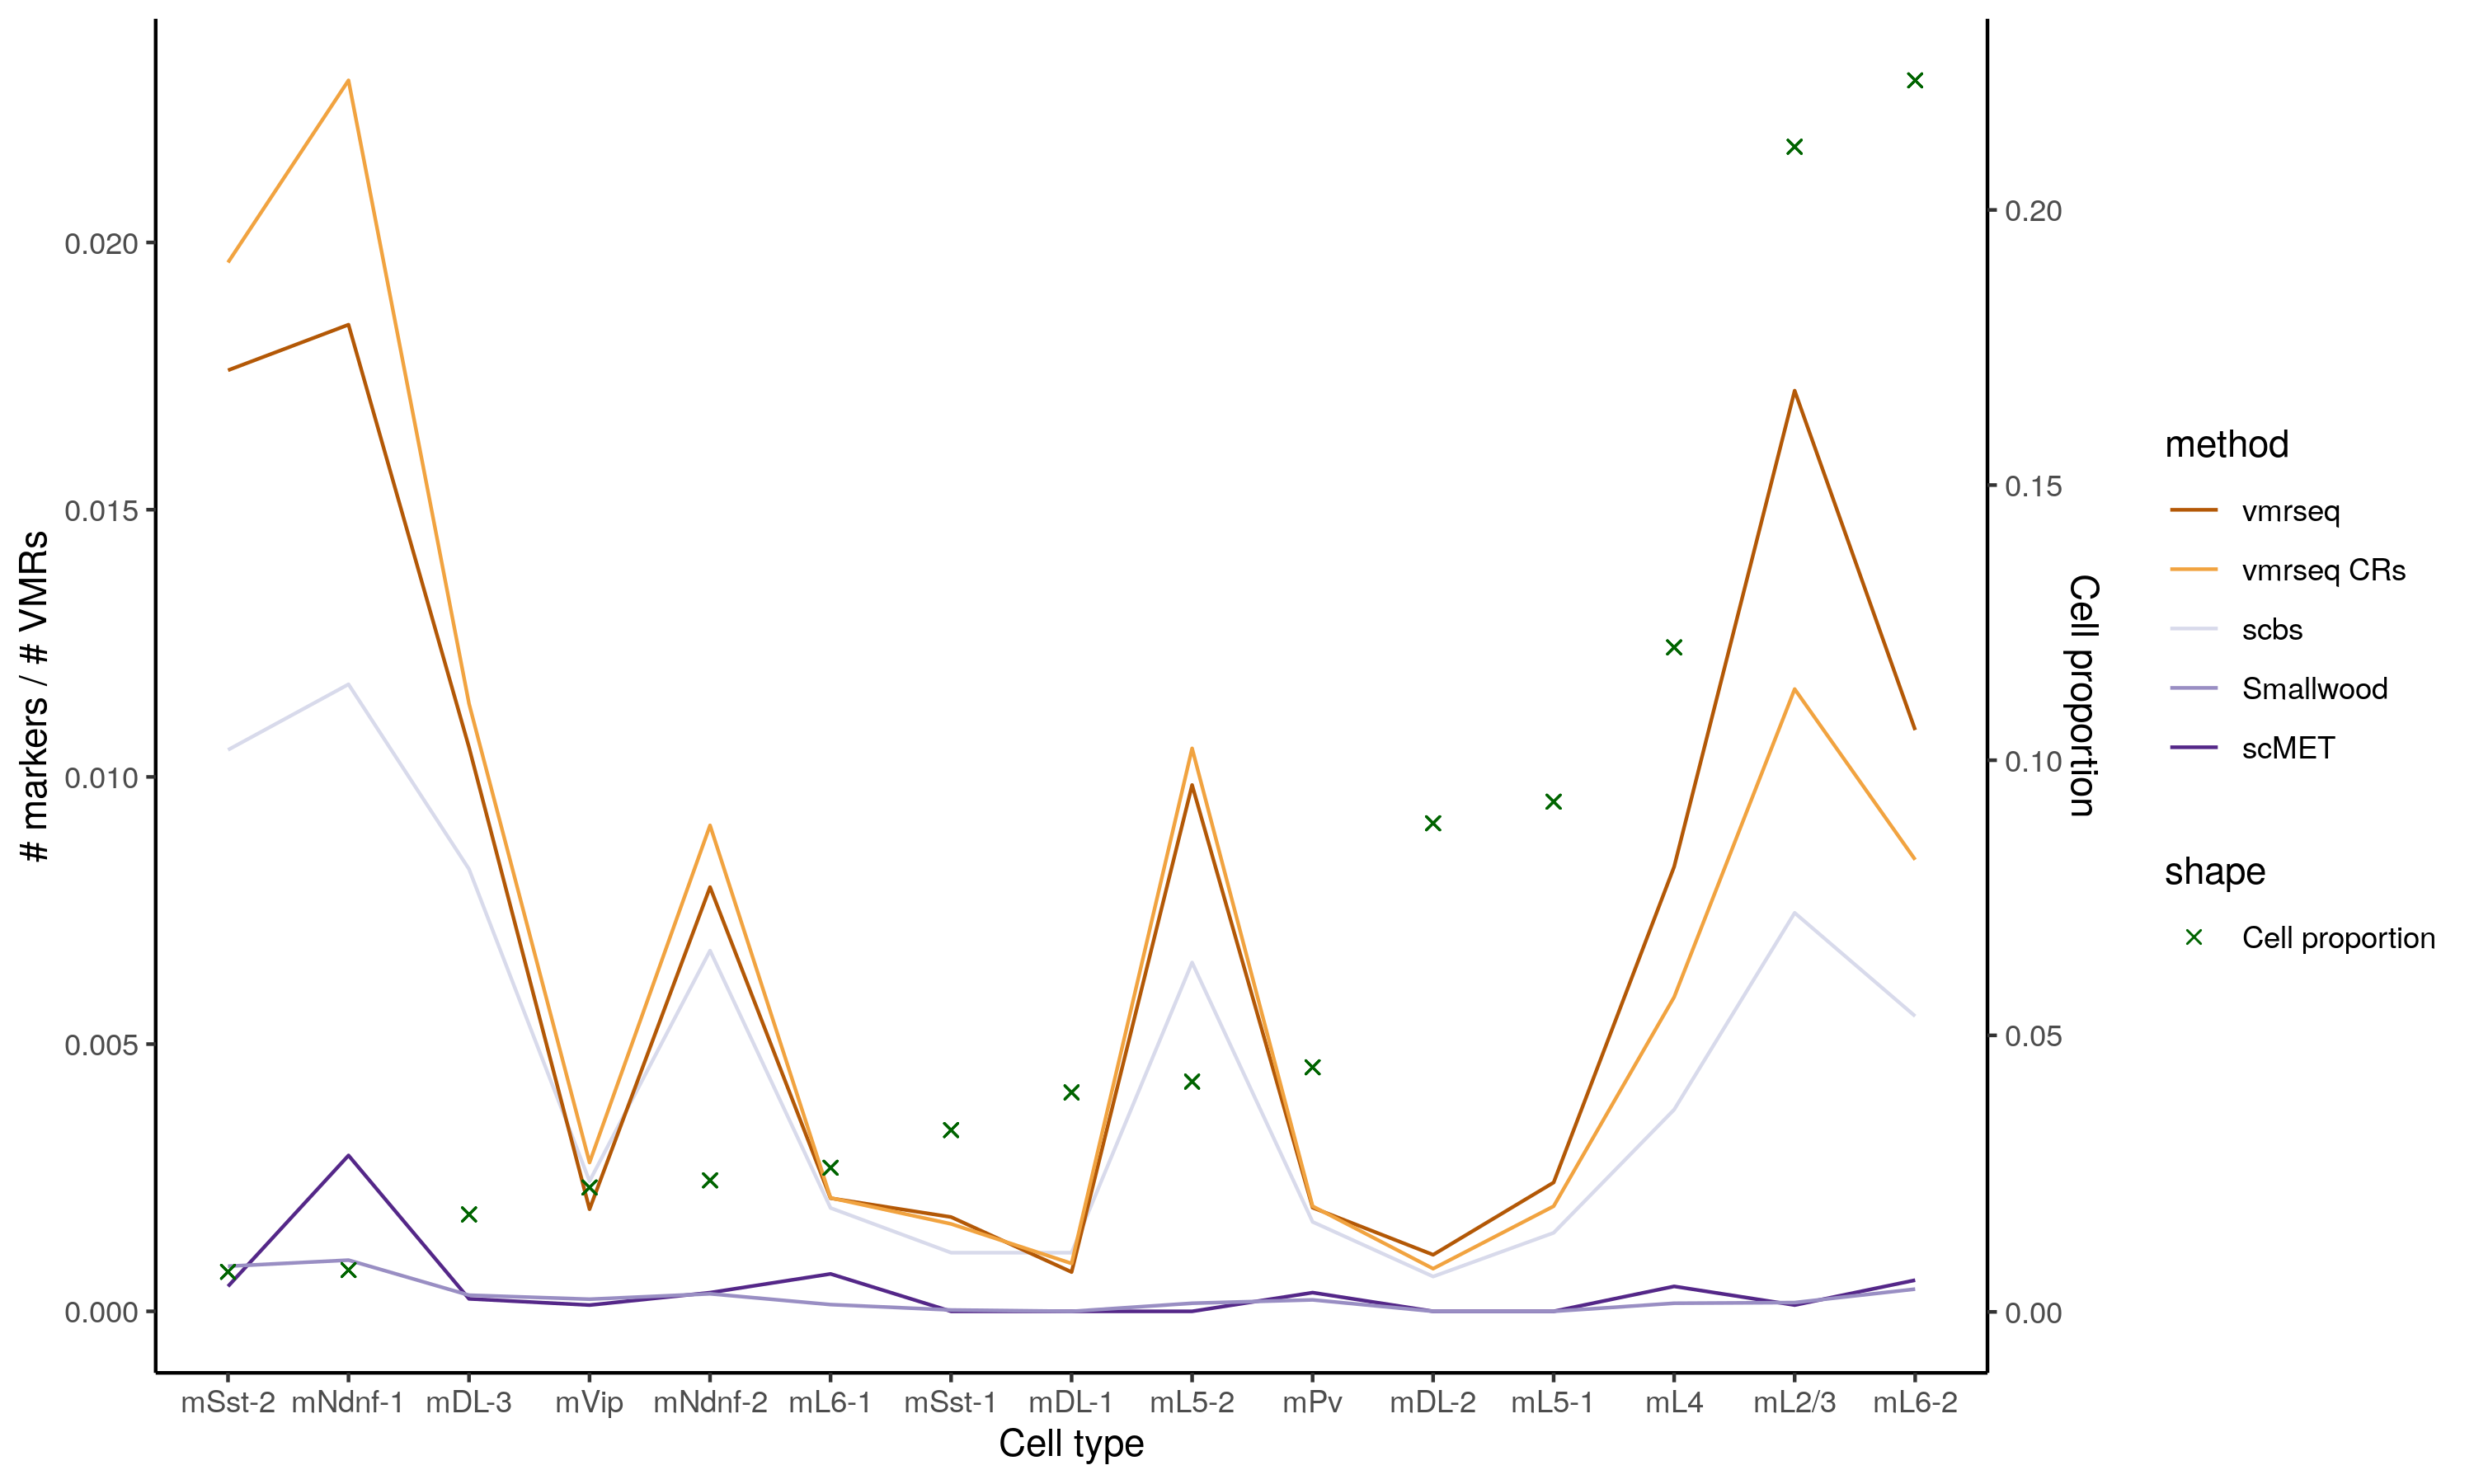 # markers / # VMRs
0.020
0.015
0.010
0.005
0.000
mSst-2 mNdnf-1 mDL-3 mVip mNdnf-2 mL6-1 mSst-1 mDL-1 mL5-2 mPv mDL-2 mL5-1 mL4 mL2/3 mL6-2
Cell type
0.20
0.15
0.10
0.05
0.00
Cell proportion
method
vmrseq
vmrseq CRs
scbs
Smallwood
scMET
shape
Cell proportion